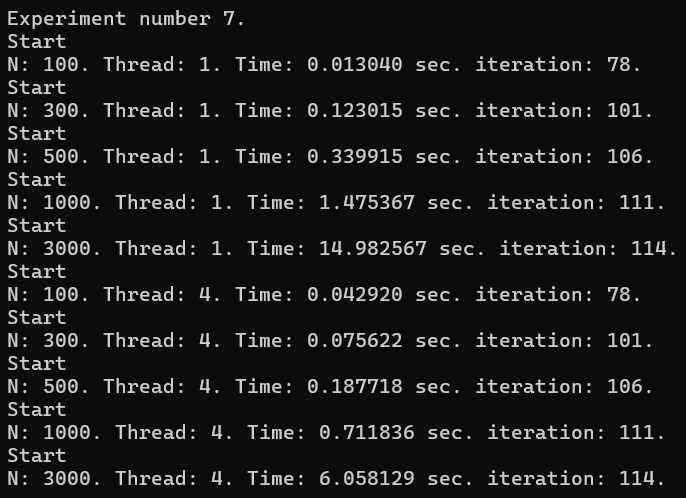 Experiment number 7.
Start
N: 100. Thread: 1. Time: 0.013040 sec. iteration: 78.
Start
N: 300. Thread: 1. Time: 0.123015 sec. iteration: 101.
Start
N: 500. Thread: 1. Time: 0.339915 sec. iteration: 106.
Start
N: 1000. Thread: 1. Time: 1.475367 sec. iteration: 111.
Start
N: 3000. Thread: 1. Time: 14.982567 sec. iteration: 114.
Start
N: 100. Thread: 4. Time: 0.042920 sec. iteration: 78.
Start
N: 300. Thread: 4. Time: 0.075622 sec. iteration: 101.
Start
N: 500. Thread: 4. Time: 0.187718 sec. iteration: 106.
Start
N: 1000. Thread: 4. Time: 0.711836 sec. iteration: 111.
Start
N: 3000. Thread: 4. Time: 6.058129 sec. iteration: 114.